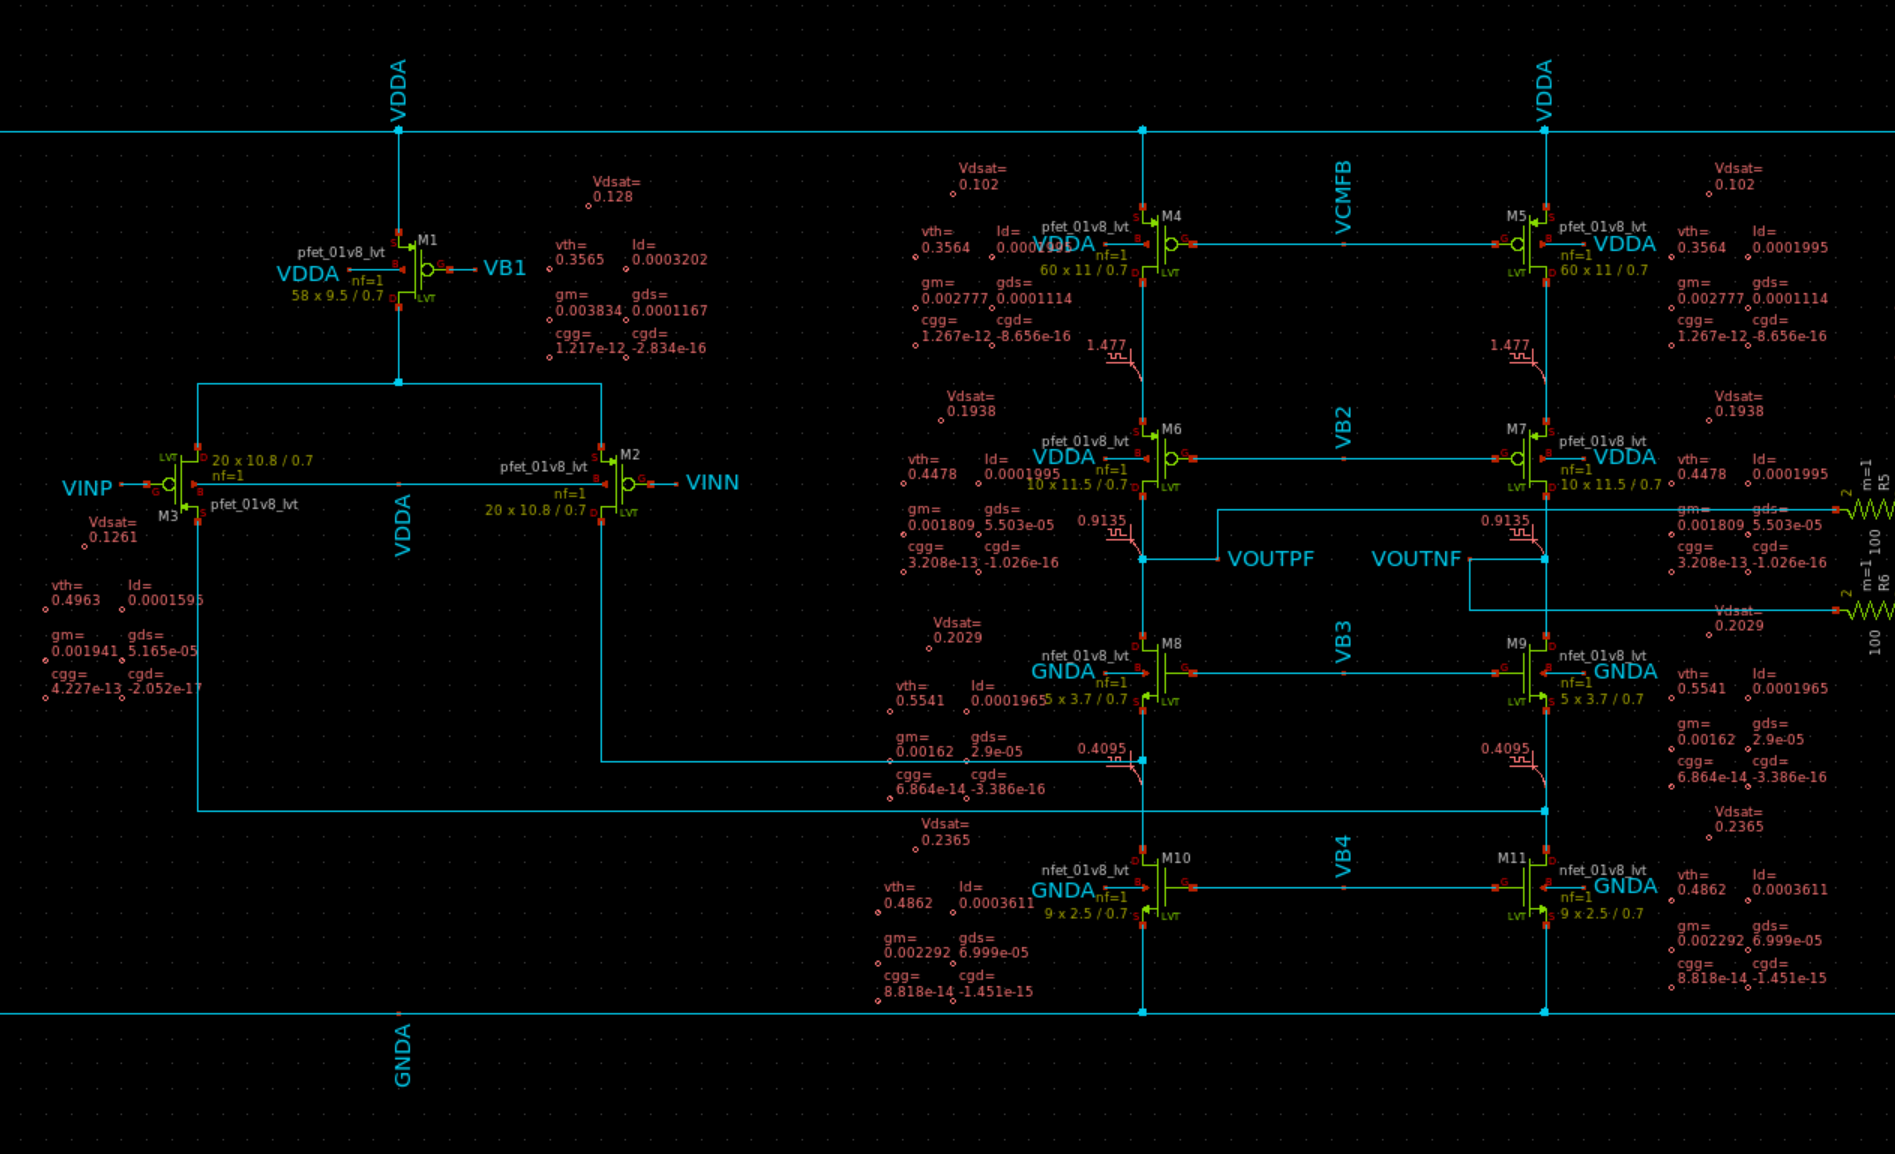 VDDA
VDDA
Vdsat=
0.128
pfet_01v8_lvt
M1
VDDA
nf=1
58 x 9.5 / 0.7
VB1
LVT
S
B
G
D
vth=
0.3565
Id=
0.0003202
gm=
0.003834
gds=
0.0001167
cgg=
1.217e-12
cgd=
-2.834e-16
Vdsat=
0.102
vth=
0.3564
Id=
0.0001995
gm=
0.002777
gds=
0.0001114
cgg=
1.267e-12
cgd=
-8.656e-16
pfet_01v8_lvt
M4
VDDA
nf=1
60 x 11 / 0.7
LVT
VCMFB
M5
pfet_01v8_lvt
VDDA
nf=1
60 x 11 / 0.7
LVT
Vdsat=
0.102
vth=
0.3564
Id=
0.0001995
gm=
0.002777
gds=
0.0001114
cgg=
1.267e-12
cgd=
-8.656e-16
1.477
1.477
LVT
20 x 10.8 / 0.7
nf=1
VINP
pfet_01v8_lvt
M3
Vdsat=
0.1261
VDDA
pfet_01v8_lvt
M2
nf=1
20 x 10.8 / 0.7
LVT
VINN
vth=
0.4963
Id=
0.0001595
gm=
0.001941
gds=
5.165e-05
cgg=
4.227e-13
cgd=
-2.052e-17
Vdsat=
0.1938
vth=
0.4478
Id=
0.0001995
gm=
0.001809
gds=
5.503e-05
cgg=
3.208e-13
cgd=
-1.026e-16
pfet_01v8_lvt
M6
VDDA
nf=1
10 x 11.5 / 0.7
LVT
VB2
M7
pfet_01v8_lvt
VDDA
nf=1
10 x 11.5 / 0.7
LVT
Vdsat=
0.1938
vth=
0.4478
Id=
0.0001995
gm=
0.001809
gds=
5.503e-05
cgg=
3.208e-13
cgd=
-1.026e-16
0.9135
0.9135
VOUTPF
VOUTNF
2
m=1
R5
100
2
m=1
R6
100
Vdsat=
0.2029
vth=
0.5541
Id=
0.0001965
gm=
0.00162
gds=
2.9e-05
cgg=
6.864e-14
cgd=
-3.386e-16
nfet_01v8_lvt
M8
GNDA
nf=1
5 x 3.7 / 0.7
LVT
VB3
M9
nfet_01v8_lvt
GNDA
nf=1
5 x 3.7 / 0.7
LVT
Vdsat=
0.2029
vth=
0.5541
Id=
0.0001965
gm=
0.00162
gds=
2.9e-05
cgg=
6.864e-14
cgd=
-3.386e-16
0.4095
0.4095
Vdsat=
0.2365
vth=
0.4862
Id=
0.0003611
gm=
0.002292
gds=
6.999e-05
cgg=
8.818e-14
cgd=
-1.451e-15
nfet_01v8_lvt
M10
GNDA
nf=1
9 x 2.5 / 0.7
LVT
VB4
M11
nfet_01v8_lvt
GNDA
nf=1
9 x 2.5 / 0.7
LVT
Vdsat=
0.2365
vth=
0.4862
Id=
0.0003611
gm=
0.002292
gds=
6.999e-05
cgg=
8.818e-14
cgd=
-1.451e-15
GNDA